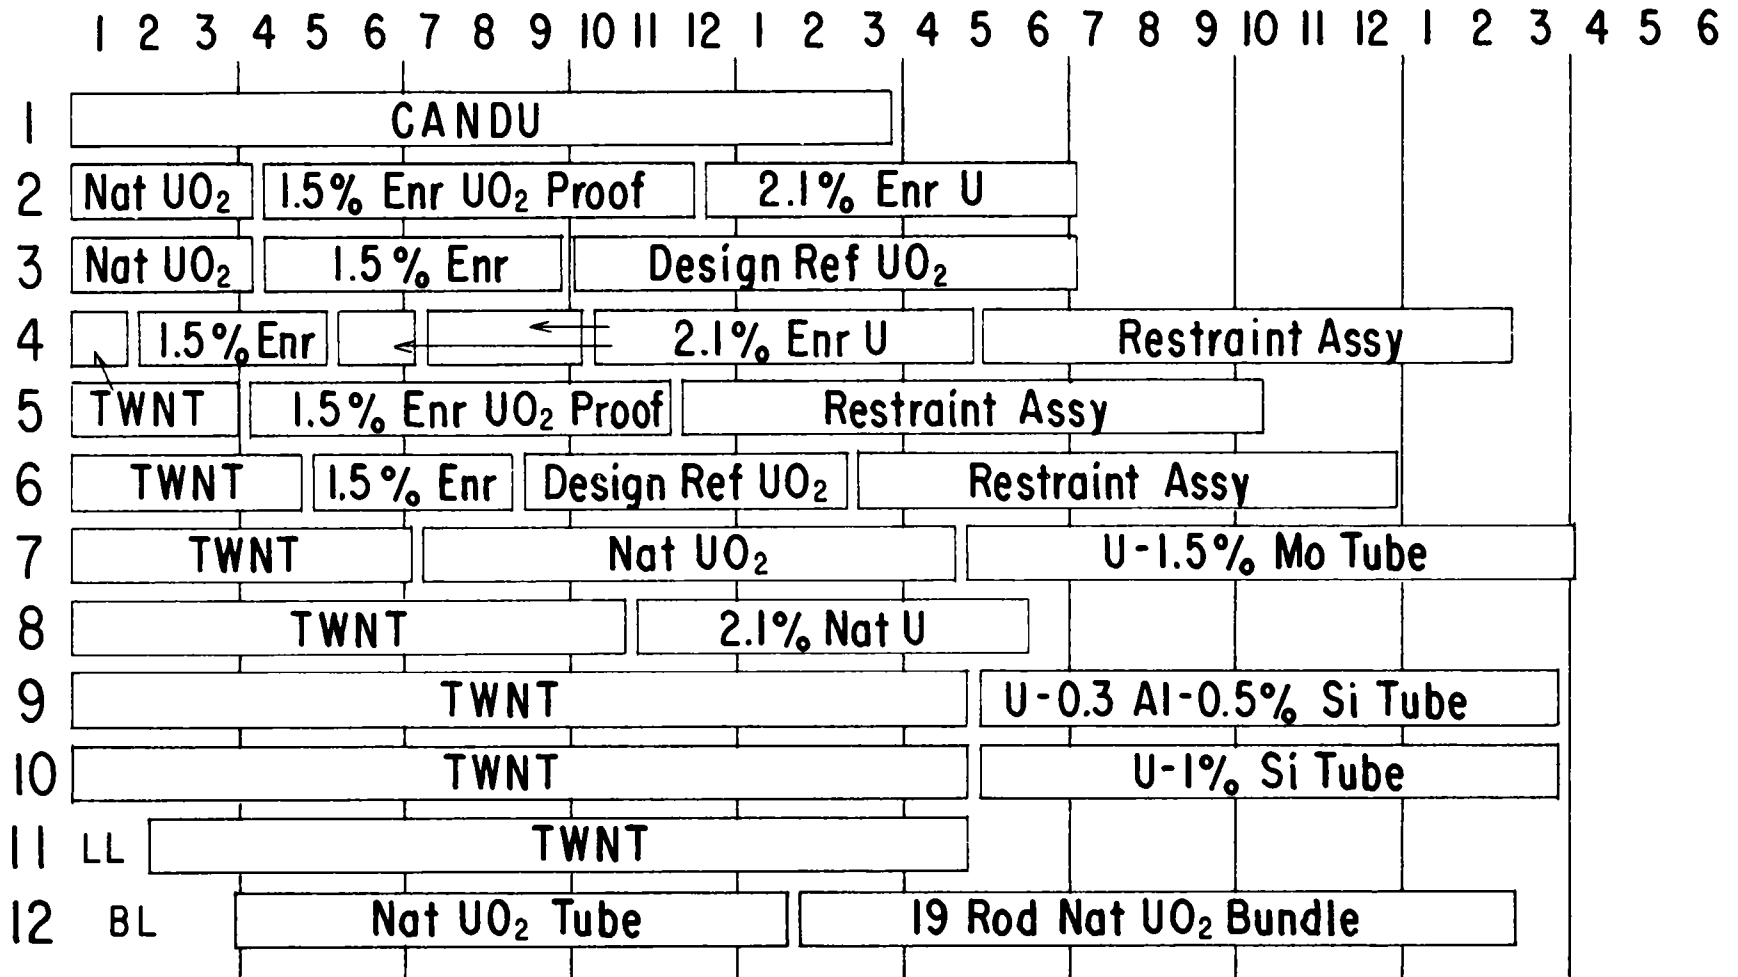 1 2 3 4 5 6 7 8 9 10 11 12 1 2 3 4 5 6 7 8 9 10 11 12 1 2 3 4 5 6
1 CANDU
2 Nat UO₂ 1.5% Enr UO₂ Proof 2.1% Enr U
3 Nat UO₂ 1.5% Enr Design Ref UO₂
4 1.5% Enr 2.1% Enr U Restraint Assy
5 TWNT 1.5% Enr UO₂ Proof Restraint Assy
6 TWNT 1.5% Enr Design Ref UO₂ Restraint Assy
7 TWNT Nat UO₂ U-1.5% Mo Tube
8 TWNT 2.1% Nat U
9 TWNT U-0.3 Al-0.5% Si Tube
10 TWNT U-1% Si Tube
11 LL TWNT
12 BL Nat UO₂ Tube 19 Rod Nat UO₂ Bundle